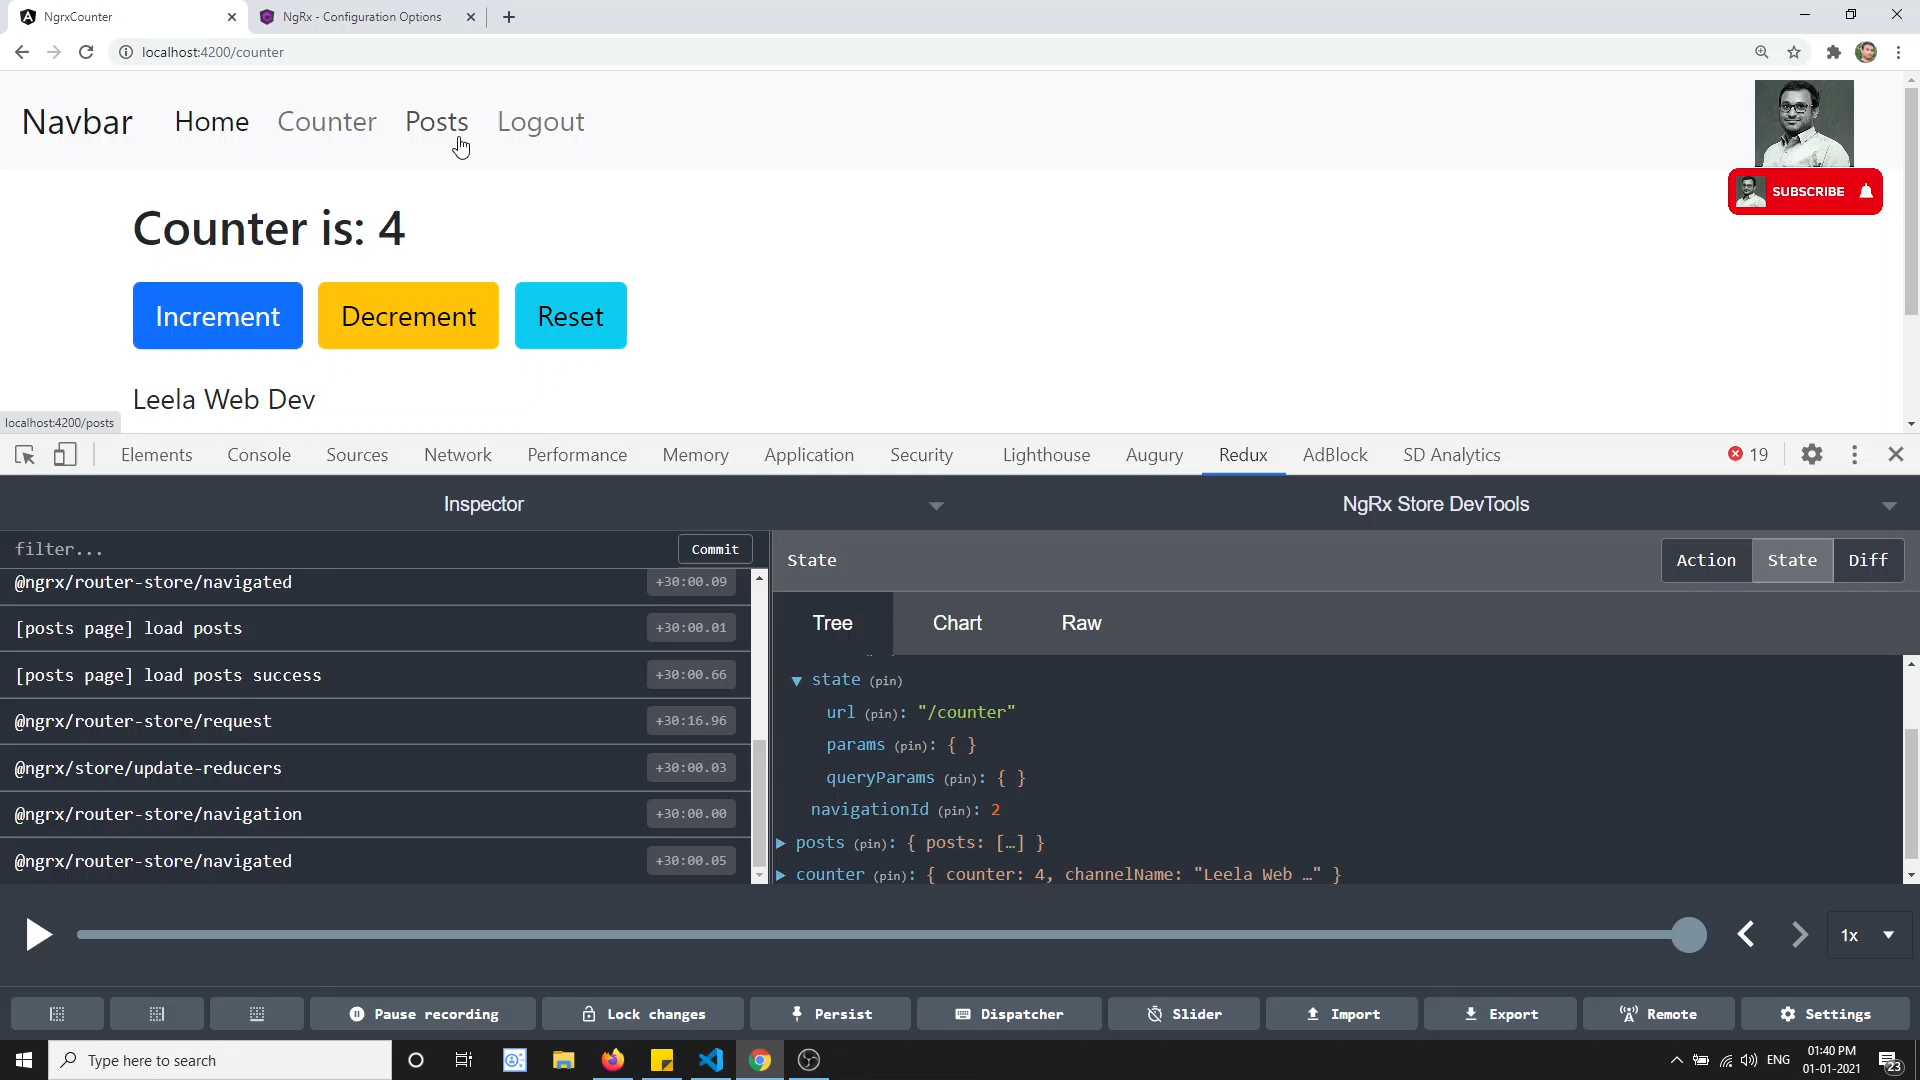 NgrxCounter
NgRx - Configuration Options
localhost:4200/counter
Navbar Home Counter Posts Logout
SUBSCRIBE
Counter is: 4
Increment Decrement Reset
Leela Web Dev
localhost:4200/posts
Elements Console Sources Network Performance Memory Application Security Lighthouse Augury Redux AdBlock SD Analytics 19
Inspector NgRx Store DevTools
filter... Commit
@ngrx/router-store/navigated +30:00.09
[posts page] load posts +30:00.01
[posts page] load posts success +30:00.66
@ngrx/router-store/request +30:16.96
@ngrx/store/update-reducers +30:00.03
@ngrx/router-store/navigation +30:00.00
@ngrx/router-store/navigated +30:00.05
State Action State Diff
Tree Chart Raw
state (pin)
url (pin): "/counter"
params (pin): { }
queryParams (pin): { }
navigationId (pin): 2
posts (pin): { posts: […] }
counter (pin): { counter: 4, channelName: "Leela Web …" }
1x
Pause recording Lock changes Persist Dispatcher Slider Import Export Remote Settings
Type here to search
ENG
01:40 PM
01-01-2021
23